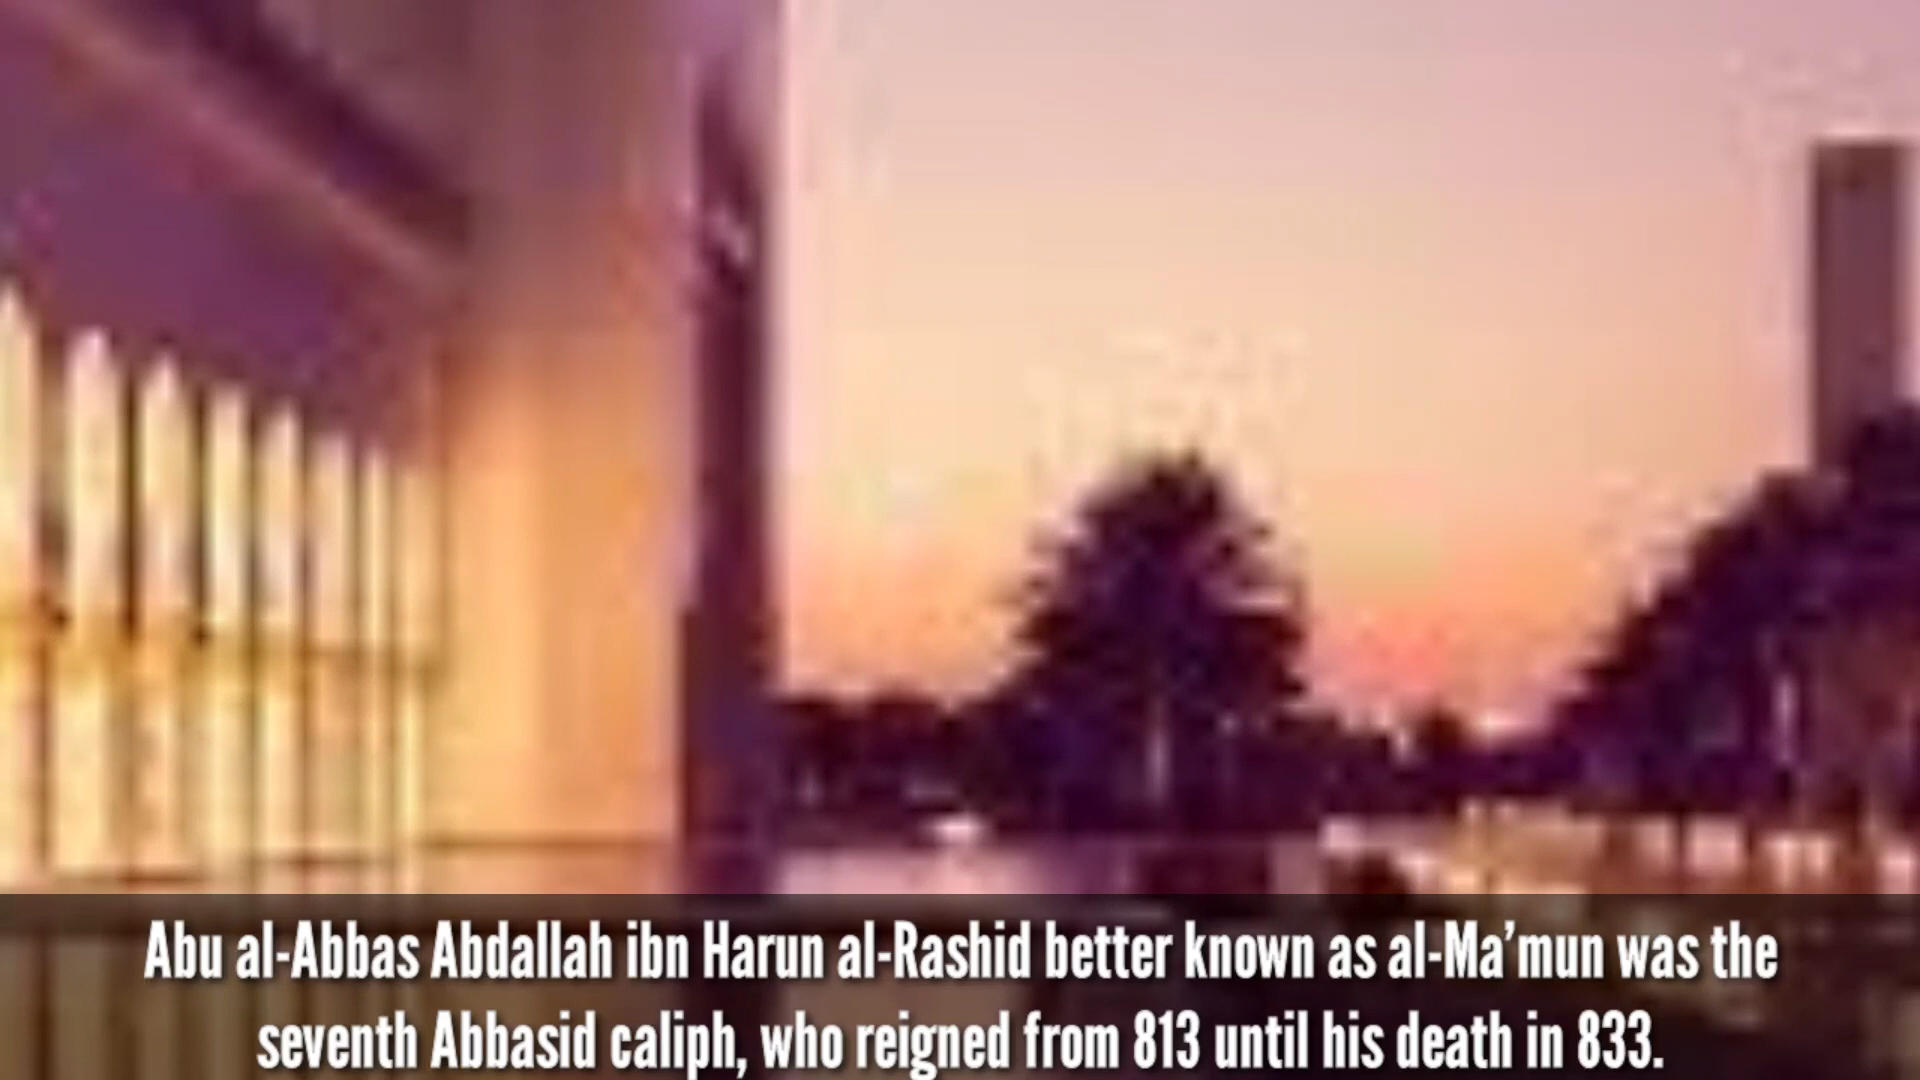 Abu al-Abbas Abdallah ibn Harun al-Rashid better known as al-Ma’mun was the
seventh Abbasid caliph, who reigned from 813 until his death in 833.